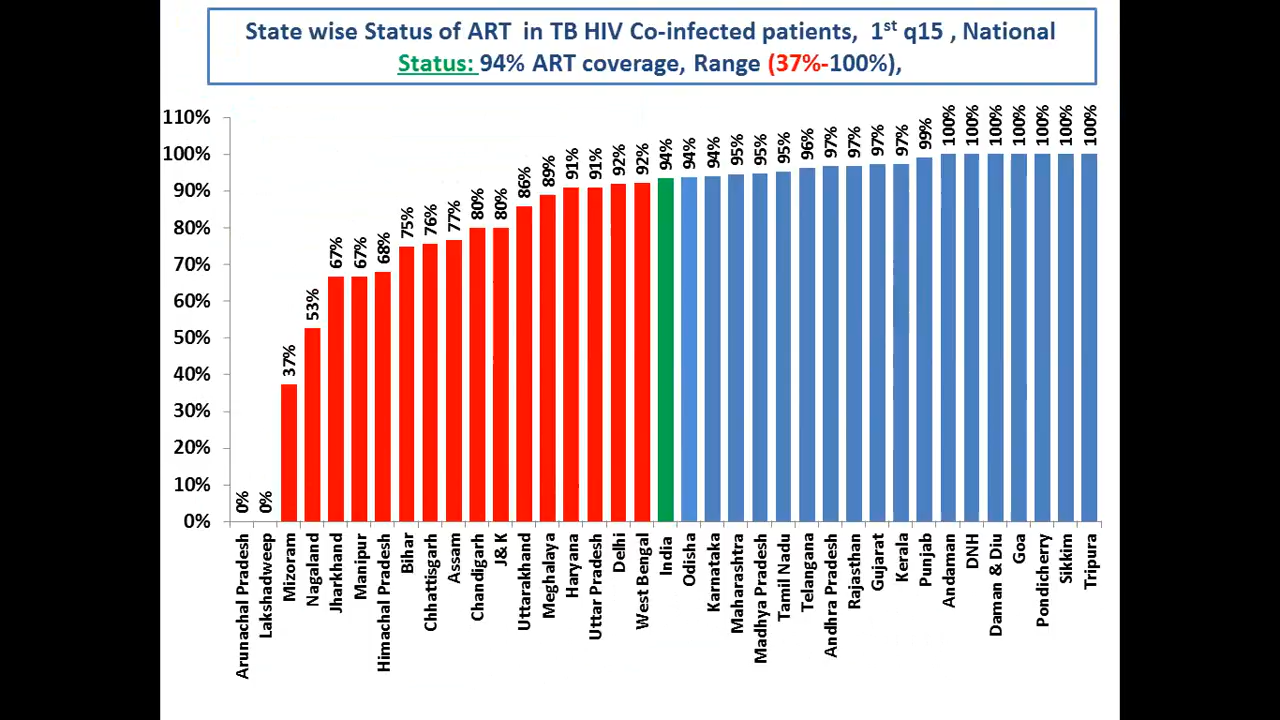 State wise Status of ART in TB HIV Co-infected patients, 1st q15 , National
Status: 94% ART coverage, Range (37%-100%),
110%
100%
90%
80%
70%
60%
50%
40%
30%
20%
10%
0%
0%
0%
37%
53%
67%
67%
68%
75%
76%
77%
80%
80%
86%
89%
91%
91%
92%
92%
94%
94%
94%
95%
95%
95%
96%
97%
97%
97%
97%
99%
100%
100%
100%
100%
100%
100%
100%
Arunachal Pradesh
Lakshadweep
Mizoram
Nagaland
Jharkhand
Manipur
Himachal Pradesh
Bihar
Chhattisgarh
Assam
Chandigarh
J& K
Uttarakhand
Meghalaya
Haryana
Uttar Pradesh
Delhi
West Bengal
India
Odisha
Karnataka
Maharashtra
Madhya Pradesh
Tamil Nadu
Telangana
Andhra Pradesh
Rajasthan
Gujarat
Kerala
Punjab
Andaman
DNH
Daman & Diu
Goa
Pondicherry
Sikkim
Tripura